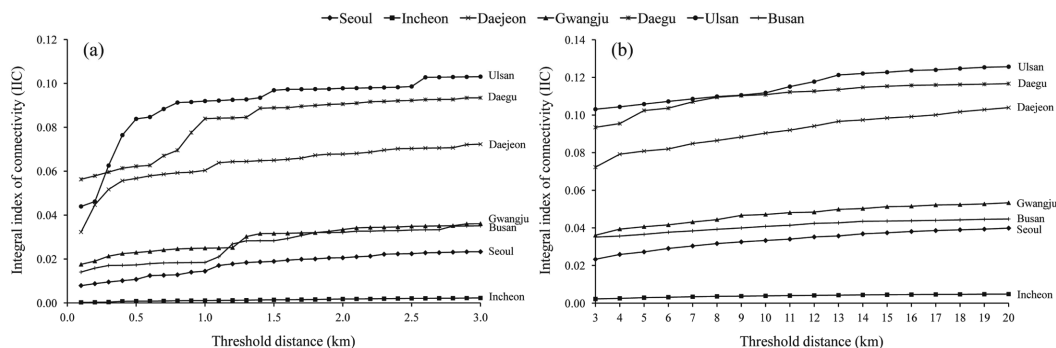 Seoul Incheon Daejeon Gwangju Daegu Ulsan Busan
(a)
Integral index of connectivity (IIC)
0.12
0.10
0.08
0.06
0.04
0.02
0.00
Ulsan
Daegu
Daejeon
Gwangju
Busan
Seoul
Incheon
0.0 0.5 1.0 1.5 2.0 2.5 3.0
Threshold distance (km)
(b)
Integral index of connectivity (IIC)
0.14
0.12
0.10
0.08
0.06
0.04
0.02
0.00
Ulsan
Daegu
Daejeon
Gwangju
Busan
Seoul
Incheon
3 4 5 6 7 8 9 10 11 12 13 14 15 16 17 18 19 20
Threshold distance (km)